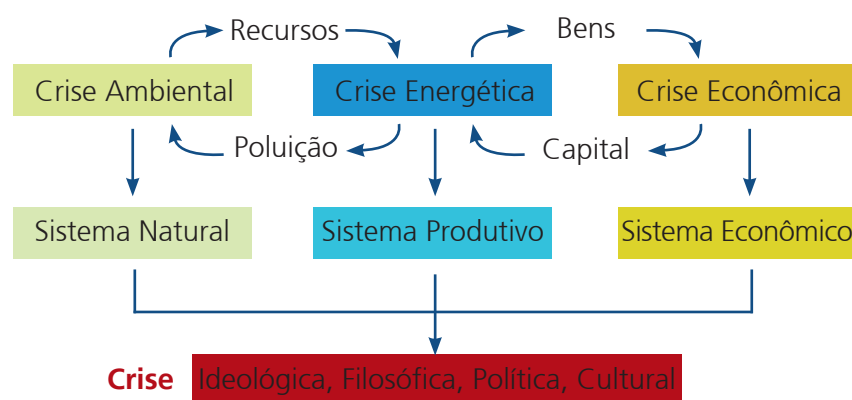 Recursos
Bens
Crise Ambiental
Crise Energética
Crise Econômica
Poluição
Capital
Sistema Natural
Sistema Produtivo
Sistema Econômico
Crise Ideológica, Filosófica, Política, Cultural